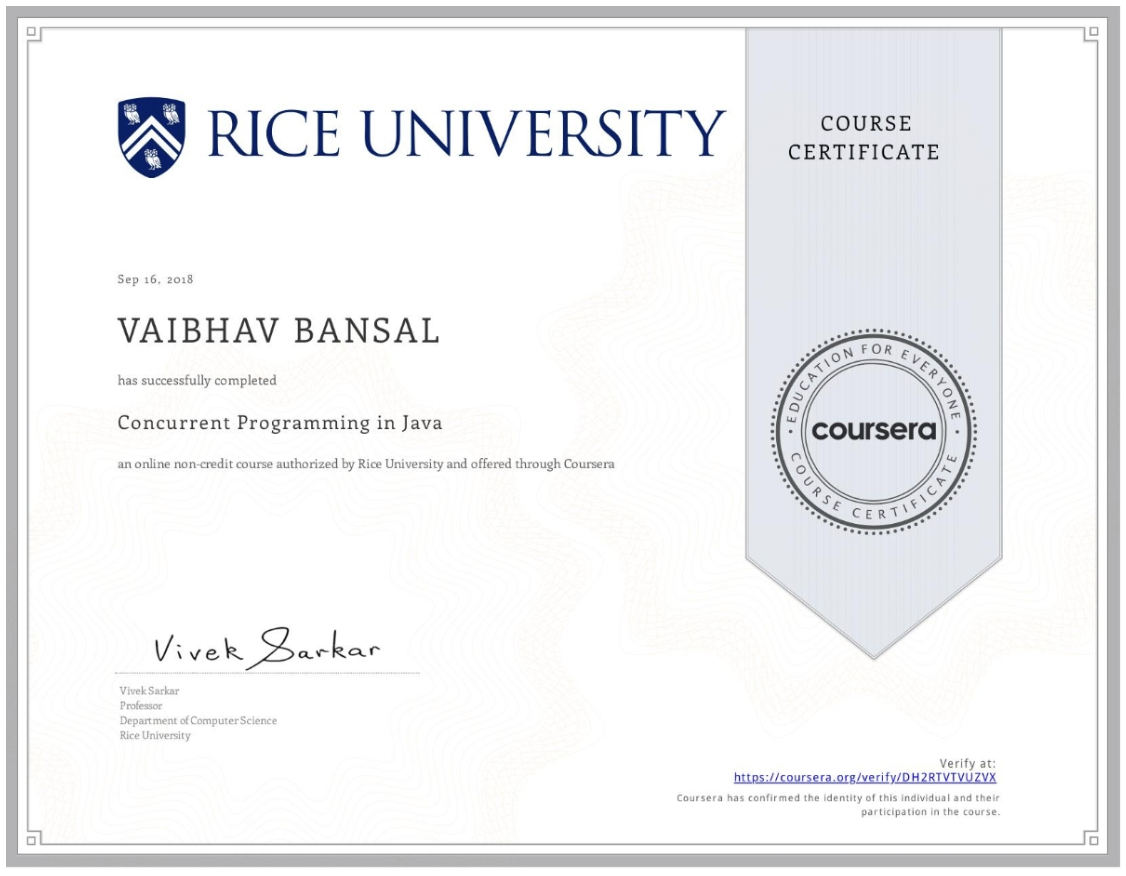 RICE UNIVERSITY
COURSE
CERTIFICATE
Sep 16, 2018
VAIBHAV BANSAL
has successfully completed
Concurrent Programming in Java
an online non-credit course authorized by Rice University and offered through Coursera
EDUCATION FOR EVERYONE
coursera
COURSE CERTIFICATE
Vivek Sarkar
Vivek Sarkar
Professor
Department of Computer Science
Rice University
Verify at:
https://coursera.org/verify/DH2RTVTVUZVX
Coursera has confirmed the identity of this individual and their
participation in the course.